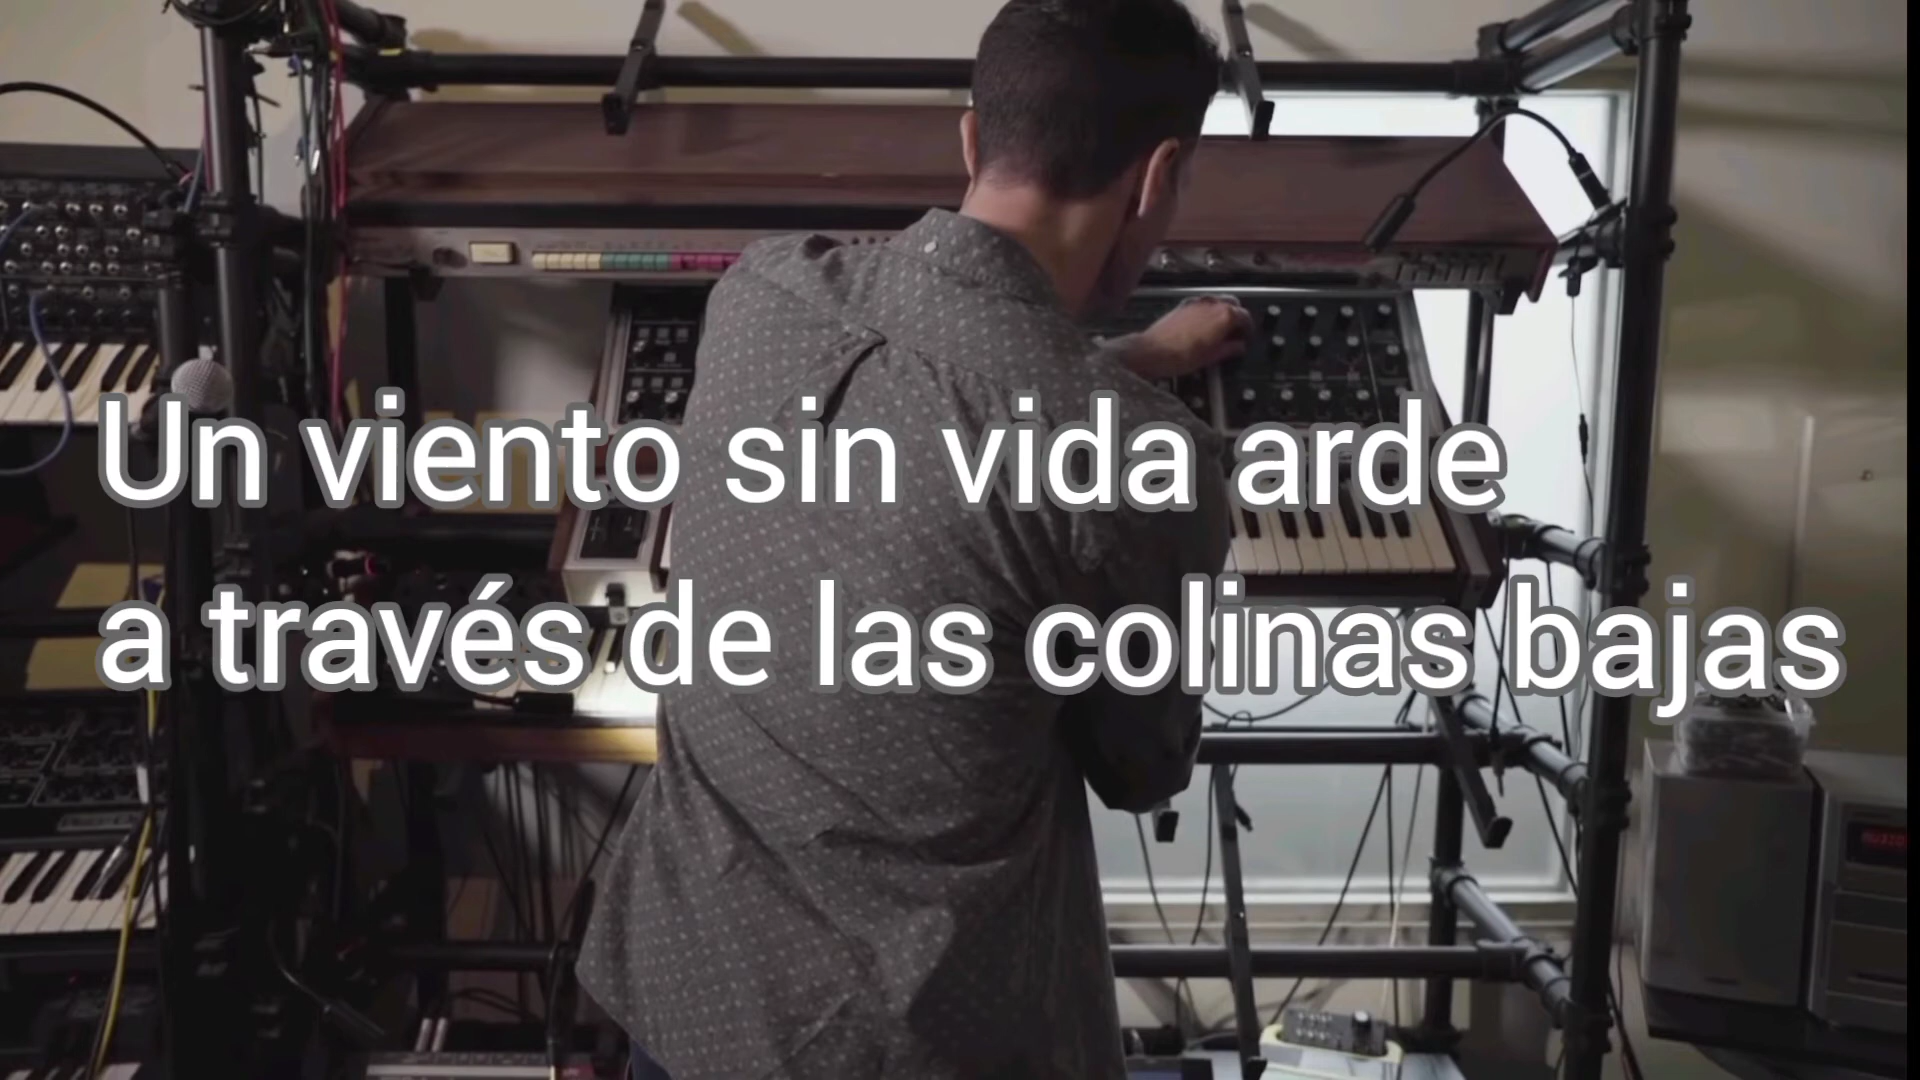 Un viento sin vida arde
a través de las colinas bajas